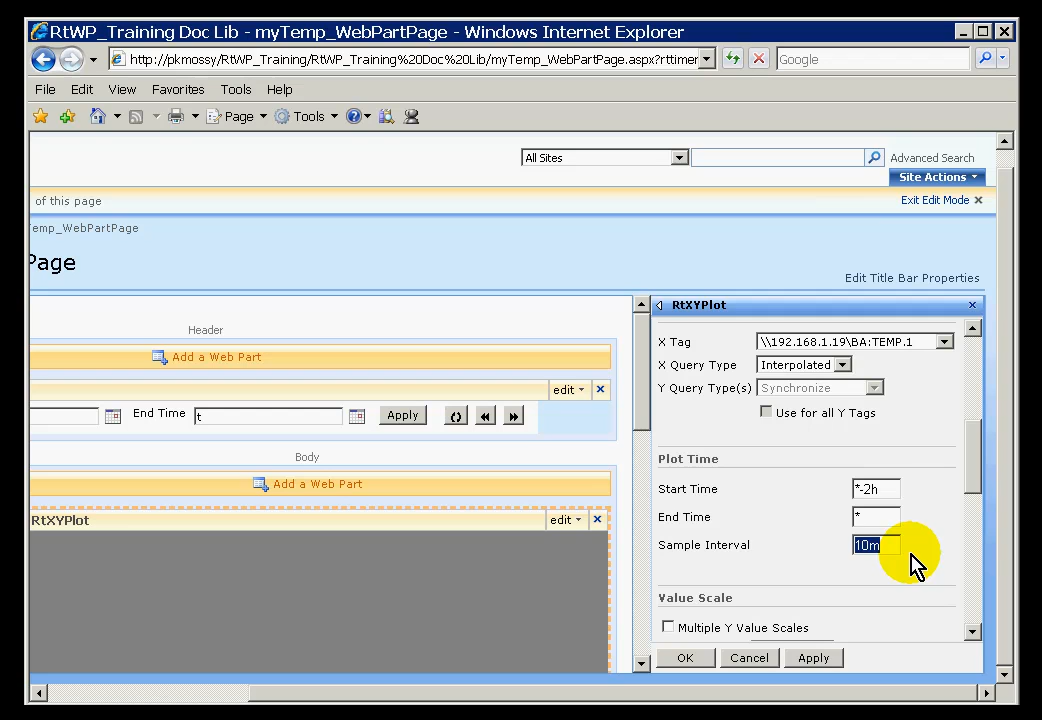 RtWP_Training Doc Lib - myTemp_WebPartPage - Windows Internet Explorer
http://pkmossy/RtWP_Training/RtWP_Training%20Doc%20Lib/myTemp_WebPartPage.aspx?rttimer
Google
File Edit View Favorites Tools Help
Page Tools
All Sites
Advanced Search
Site Actions
of this page
Exit Edit Mode
Temp_WebPartPage
Page
Edit Title Bar Properties
Header
Add a Web Part
edit
End Time t Apply
Body
Add a Web Part
RtXYPlot edit
RtXYPlot
X Tag \\192.168.1.19\BA:TEMP.1
X Query Type Interpolated
Y Query Type(s) Synchronize
Use for all Y Tags
Plot Time
Start Time *-2h
End Time *
Sample Interval 10m
Value Scale
Multiple Y Value Scales
OK Cancel Apply